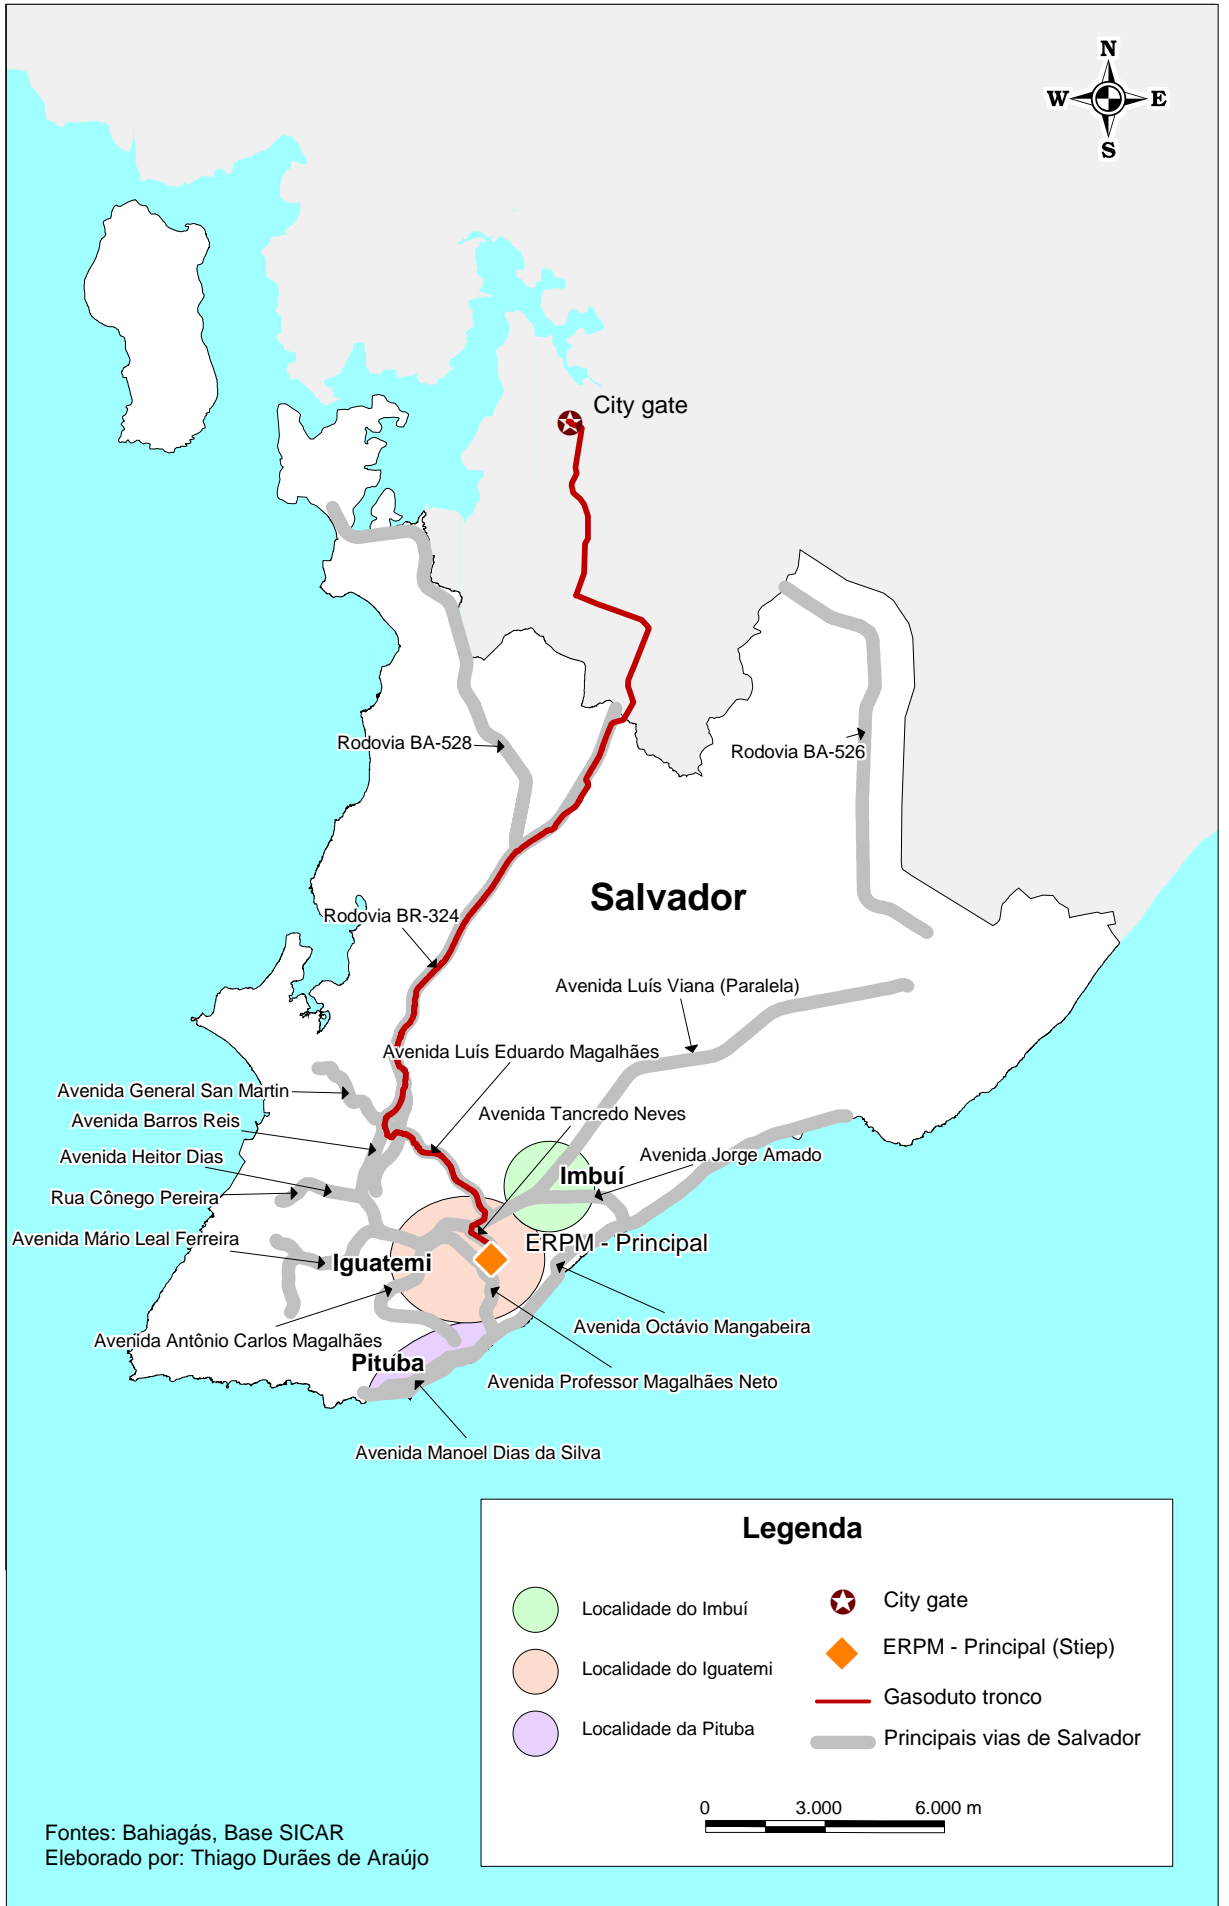 N
W E
S
City gate
Rodovia BA-528
Rodovia BA-526
Salvador
Rodovia BR-324
Avenida Luís Viana (Paralela)
Avenida Luís Eduardo Magalhães
Avenida General San Martin
Avenida Tancredo Neves
Avenida Barros Reis
Avenida Heitor Dias
Avenida Jorge Amado
Imbuí
Rua Cônego Pereira
Avenida Mário Leal Ferreira
ERPM - Principal
Iguatemi
Avenida Octávio Mangabeira
Avenida Antônio Carlos Magalhães
Pituba
Avenida Professor Magalhães Neto
Avenida Manoel Dias da Silva
Legenda
Localidade do Imbuí
Localidade do Iguatemi
Localidade da Pituba
City gate
ERPM - Principal (Stiep)
Gasoduto tronco
Principais vias de Salvador
0 3.000 6.000 m
Fontes: Bahiagás, Base SICAR
Eleborado por: Thiago Durães de Araújo